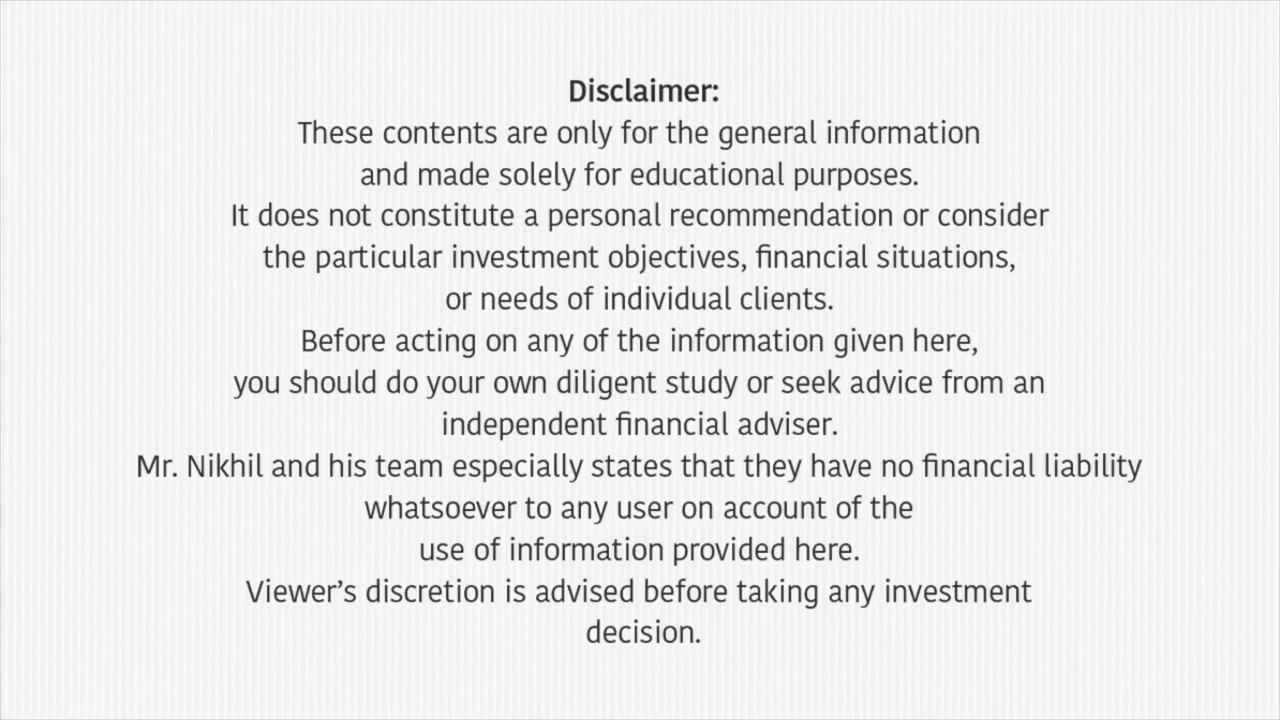 Disclaimer:
These contents are only for the general information
and made solely for educational purposes.
It does not constitute a personal recommendation or consider
the particular investment objectives, financial situations,
or needs of individual clients.
Before acting on any of the information given here,
you should do your own diligent study or seek advice from an
independent financial adviser.
Mr. Nikhil and his team especially states that they have no financial liability
whatsoever to any user on account of the
use of information provided here.
Viewer’s discretion is advised before taking any investment
decision.